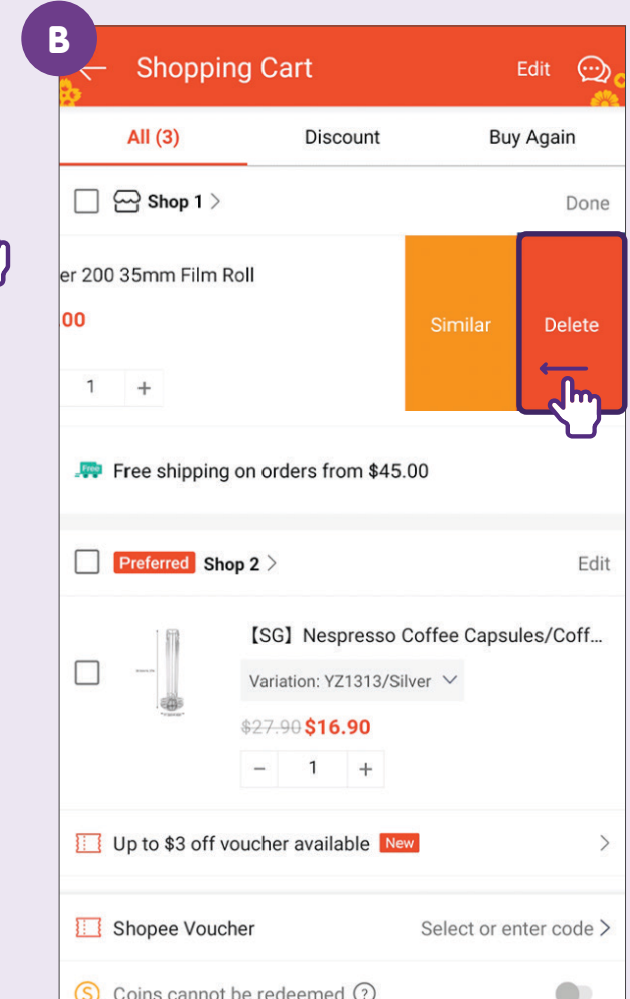 B
Shopping Cart Edit
All (3) Discount Buy Again
Shop 1 > Done
er 200 35mm Film Roll
.00
Similar Delete
1 +
Free Free shipping on orders from $45.00
Preferred Shop 2 > Edit
【SG】Nespresso Coffee Capsules/Coff...
Variation: YZ1313/Silver
$27.90 $16.90
− 1 +
Up to $3 off voucher available New >
Shopee Voucher Select or enter code >
S Coins cannot be redeemed ?